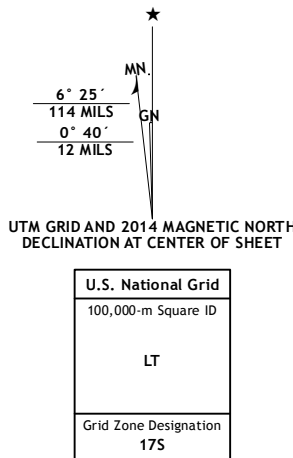 ★
MN.
GN
6° 25´
114 MILS
0° 40´
12 MILS
UTM GRID AND 2014 MAGNETIC NORTH
DECLINATION AT CENTER OF SHEET
U.S. National Grid
100,000-m Square ID
LT
Grid Zone Designation
17S